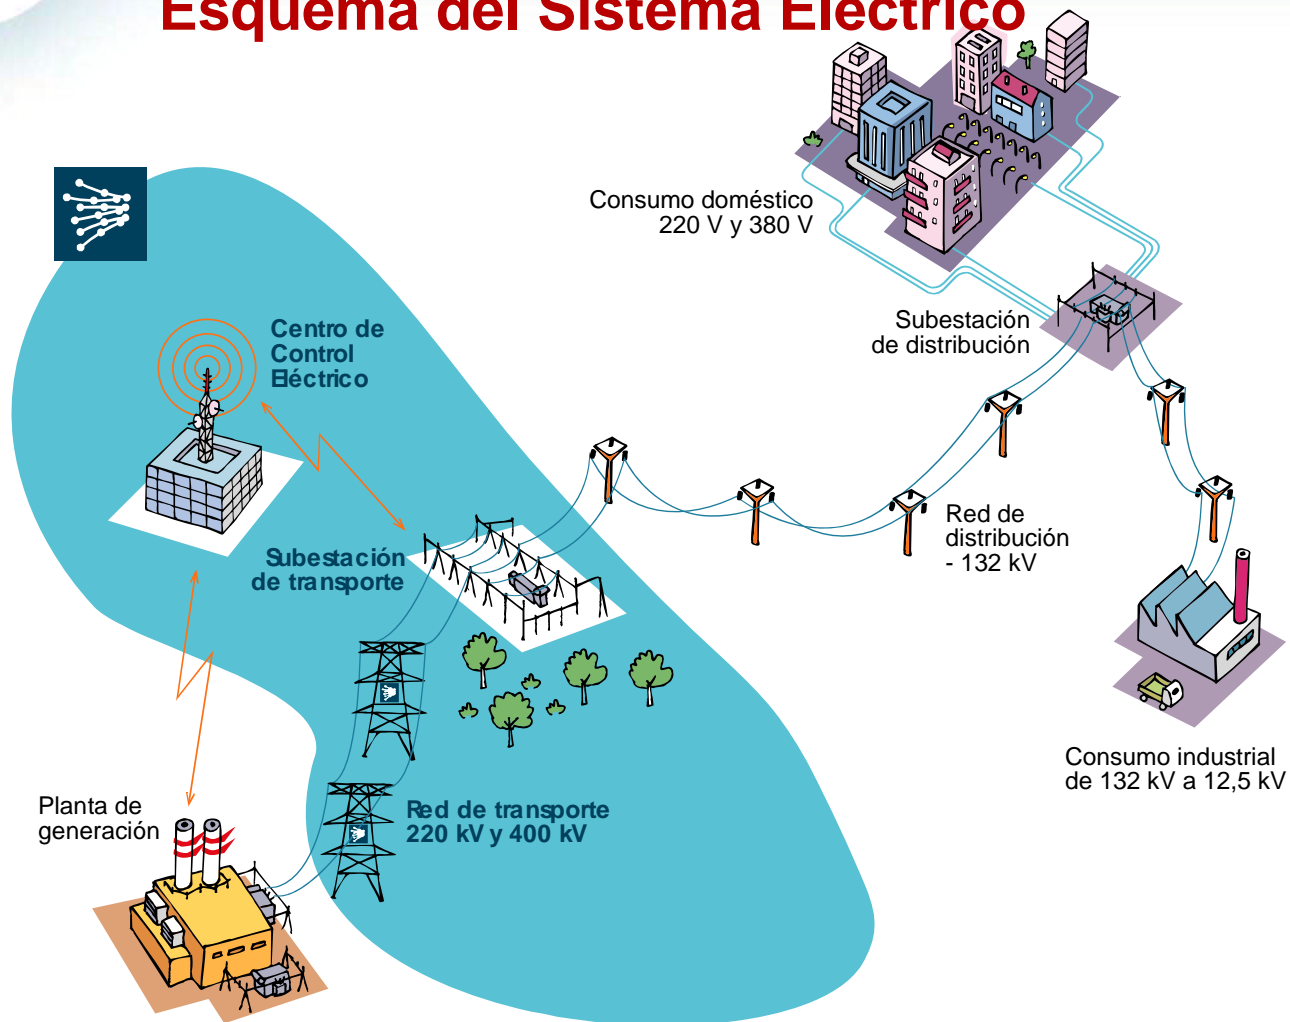 Esquema del Sistema Eléctrico
Consumo doméstico
220 V y 380 V
Subestación
de distribución
Centro de
Control
Eléctrico
Subestación
de transporte
Red de
distribución
- 132 kV
Consumo industrial
de 132 kV a 12,5 kV
Planta de
generación
Red de transporte
220 kV y 400 kV